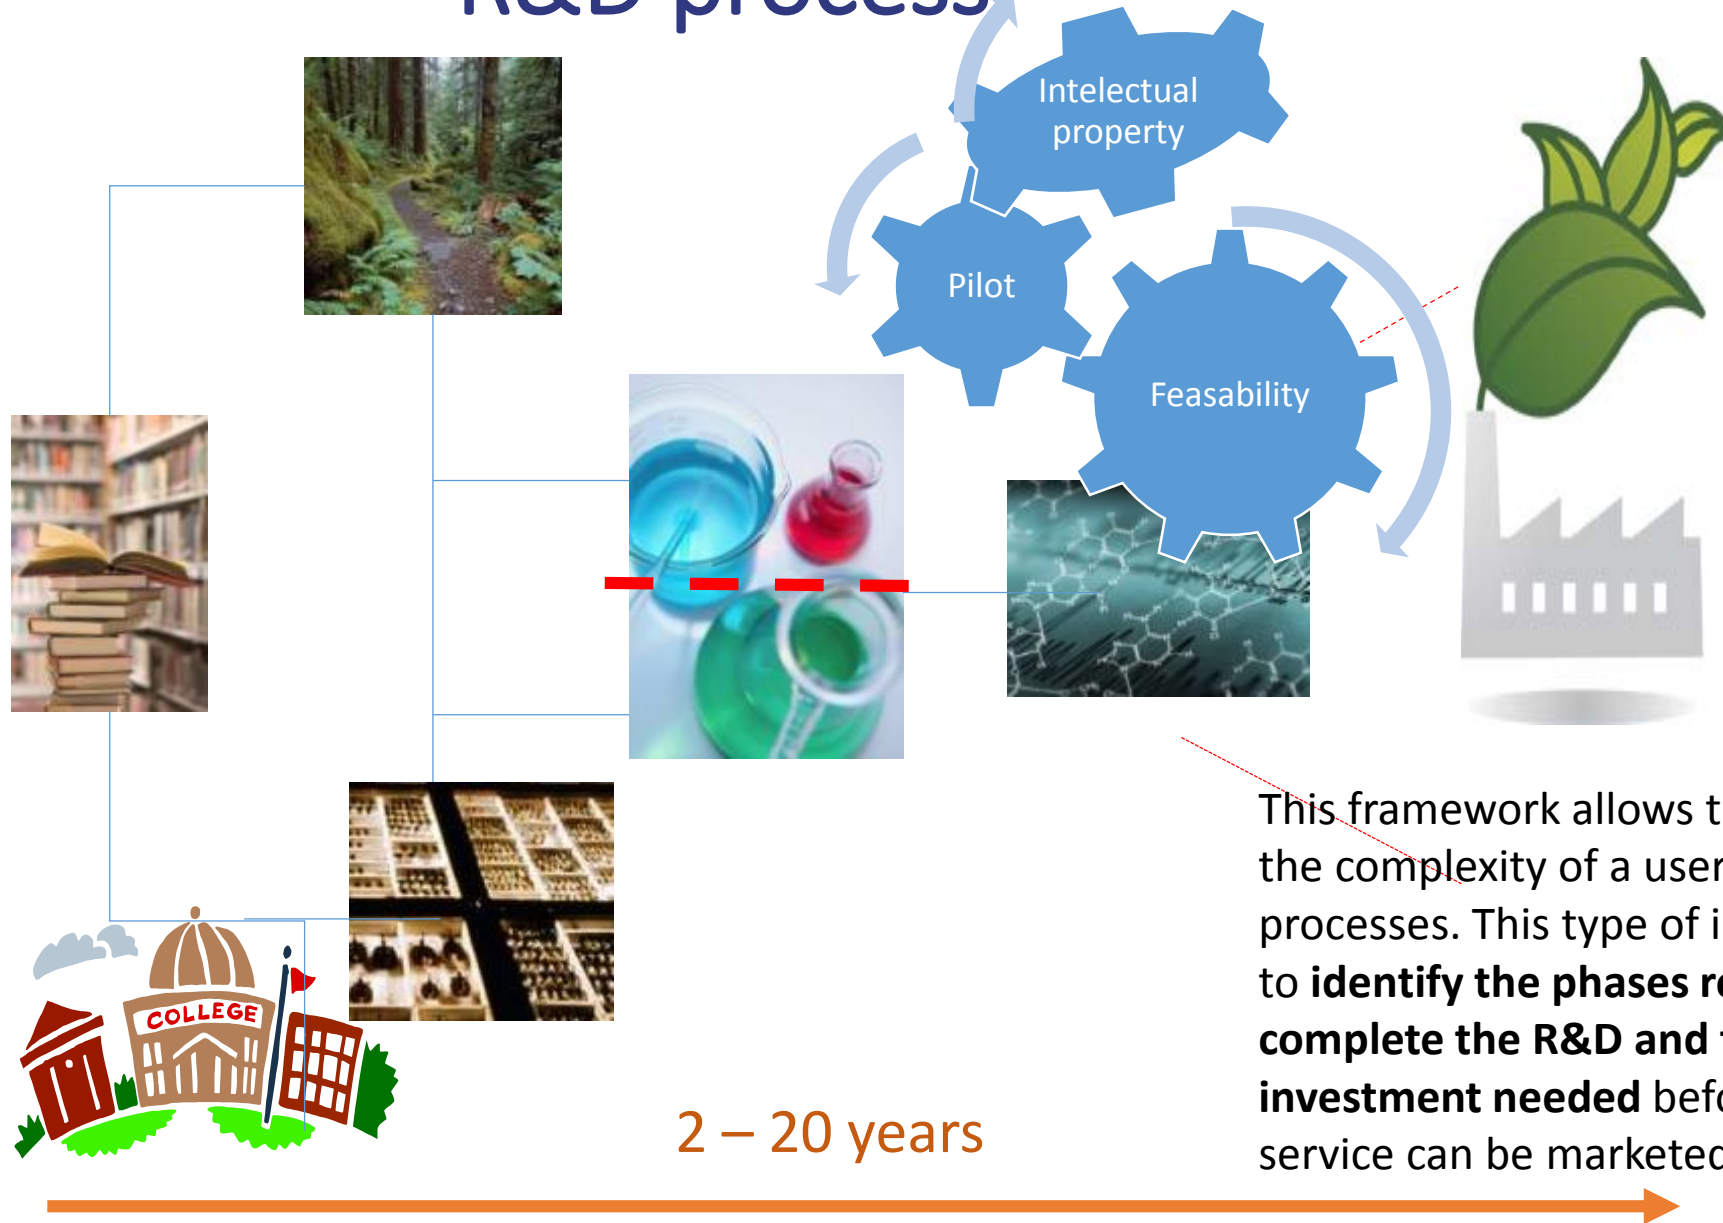 R&D process
Intelectual
property
Pilot
Feasability
COLLEGE
This framework allows
the complexity of a user
processes. This type of
to identify the phases
complete the R&D and
investment needed
service can be marketed
2 – 20 years